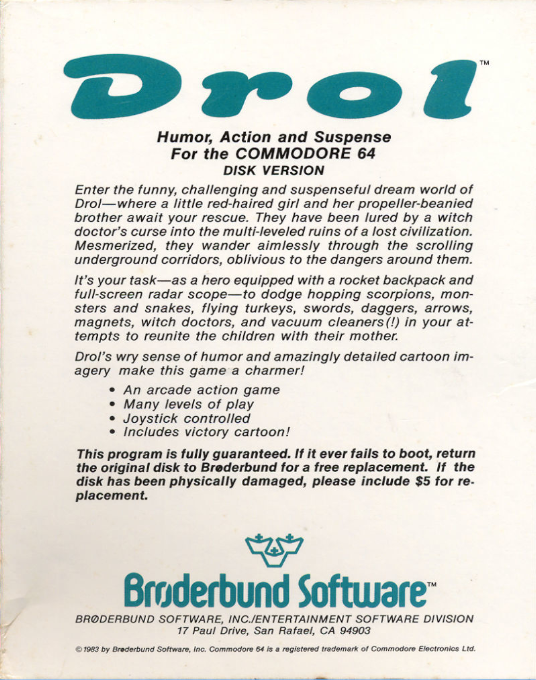 Drol™
Humor, Action and Suspense
For the COMMODORE 64
DISK VERSION
Enter the funny, challenging and suspenseful dream world of
Drol—where a little red-haired girl and her propeller-beanied
brother await your rescue. They have been lured by a witch
doctor's curse into the multi-leveled ruins of a lost civilization.
Mesmerized, they wander aimlessly through the scrolling
underground corridors, oblivious to the dangers around them.
It's your task—as a hero equipped with a rocket backpack and
full-screen radar scope—to dodge hopping scorpions, mon-
sters and snakes, flying turkeys, swords, daggers, arrows,
magnets, witch doctors, and vacuum cleaners(!) in your at-
tempts to reunite the children with their mother.
Drol's wry sense of humor and amazingly detailed cartoon im-
agery make this game a charmer!
• An arcade action game
• Many levels of play
• Joystick controlled
• Includes victory cartoon!
This program is fully guaranteed. If it ever fails to boot, return
the original disk to Brøderbund for a free replacement. If the
disk has been physically damaged, please include $5 for re-
placement.
Brøderbund Software™
BRØDERBUND SOFTWARE, INC./ENTERTAINMENT SOFTWARE DIVISION
17 Paul Drive, San Rafael, CA 94903
© 1983 by Brøderbund Software, Inc. Commodore 64 is a registered trademark of Commodore Electronics Ltd.